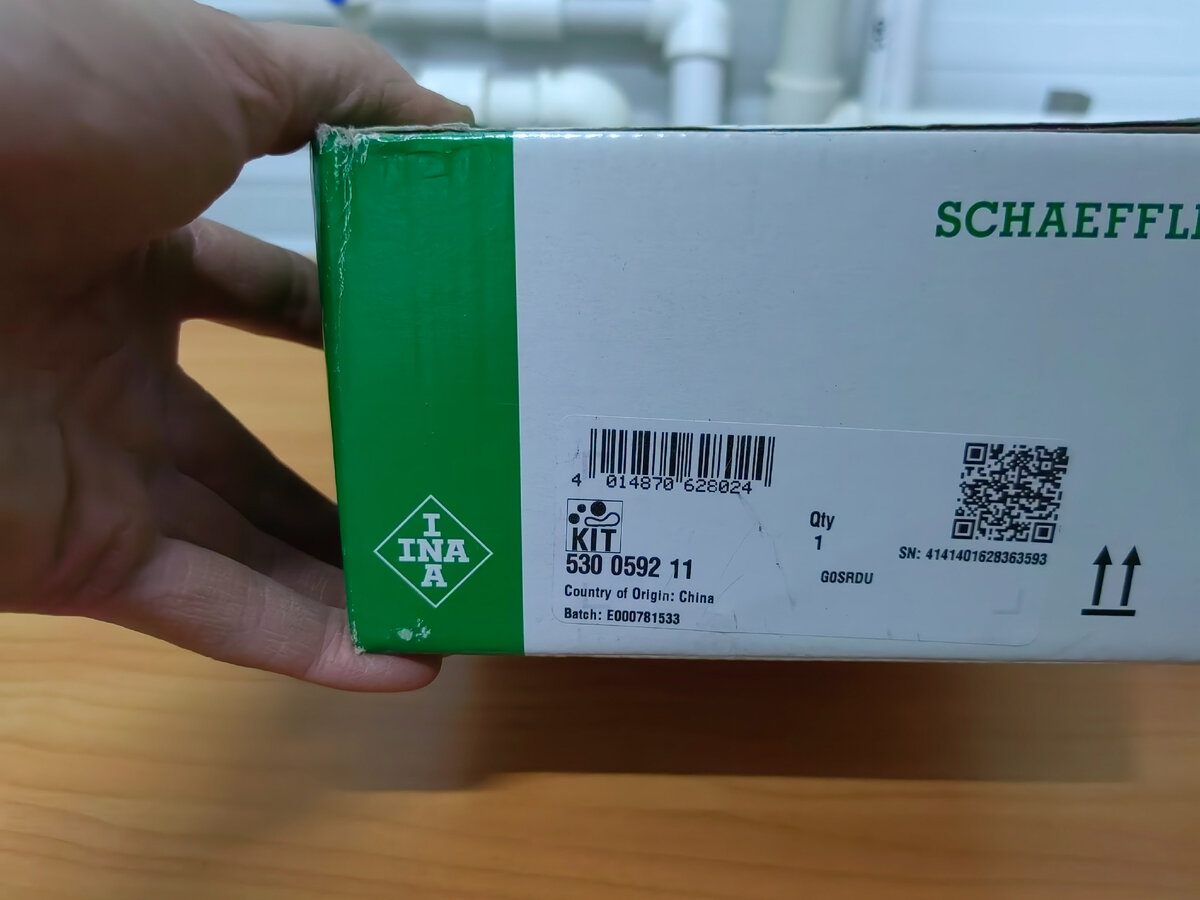 SCHAEFFL
4 014870 628024
KIT
530 0592 11
Country of Origin: China
Batch: E000781533
Qty
1
G0SRDU
SN: 4141401628363593
I
INA
A